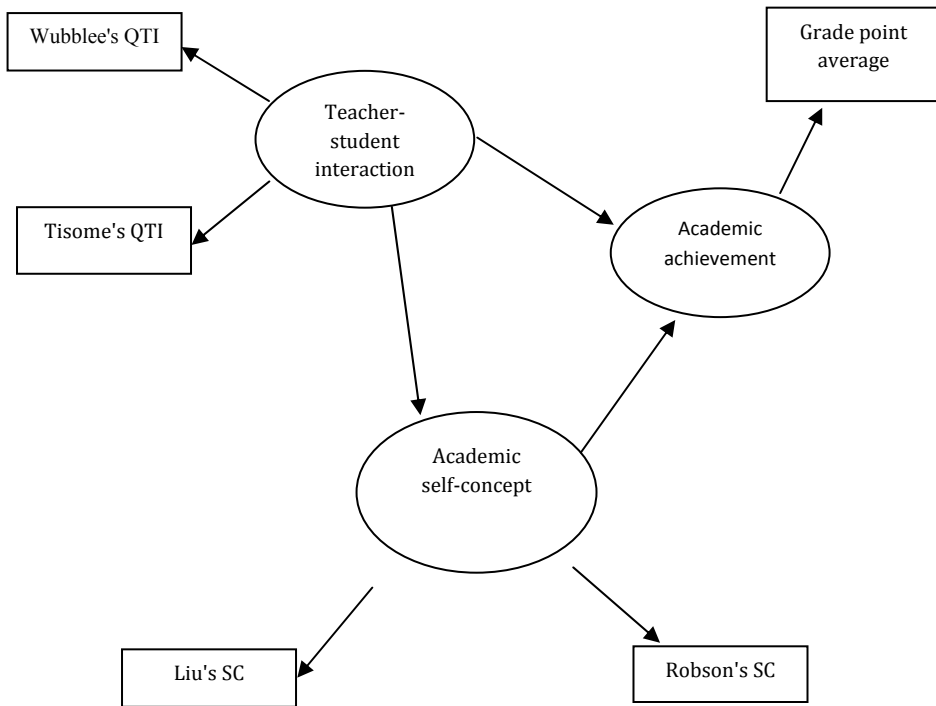 Wubblee's QTI
Grade point
average
Teacher-
student
interaction
Tisome's QTI
Academic
achievement
Academic
self-concept
Liu's SC
Robson's SC